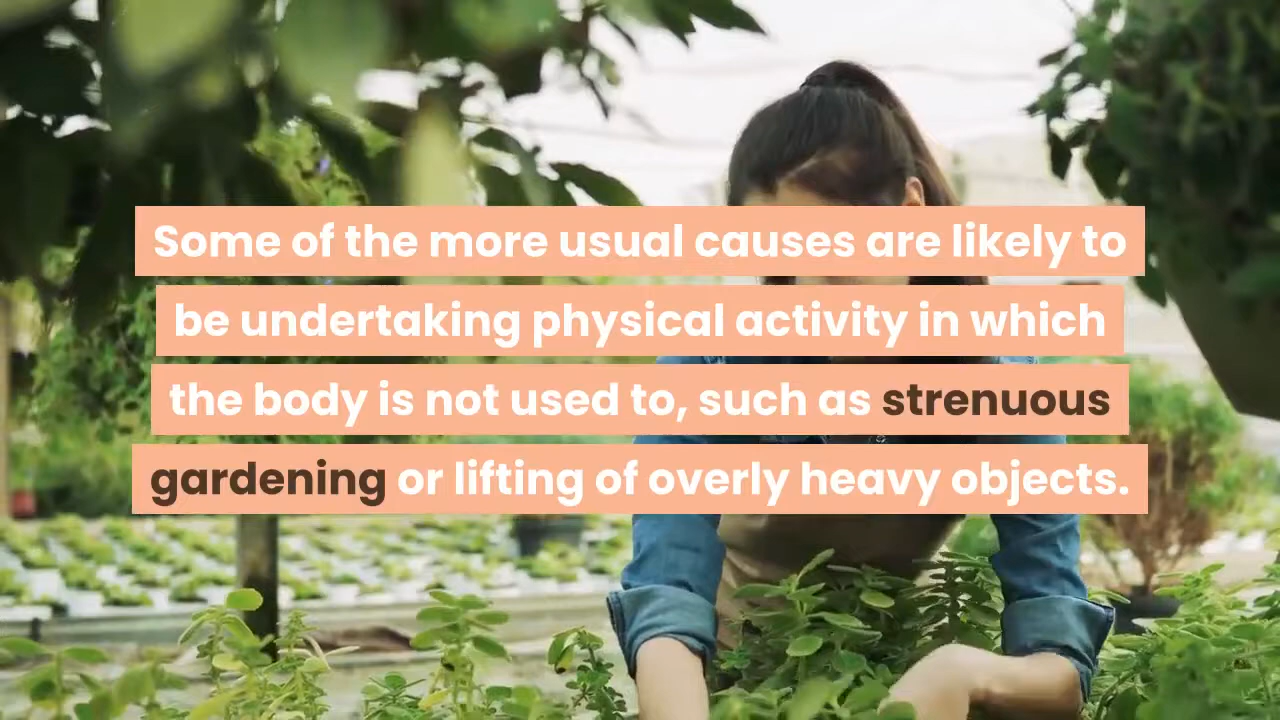 Some of the more usual causes are likely to
be undertaking physical activity in which
the body is not used to, such as strenuous
gardening or lifting of overly heavy objects.